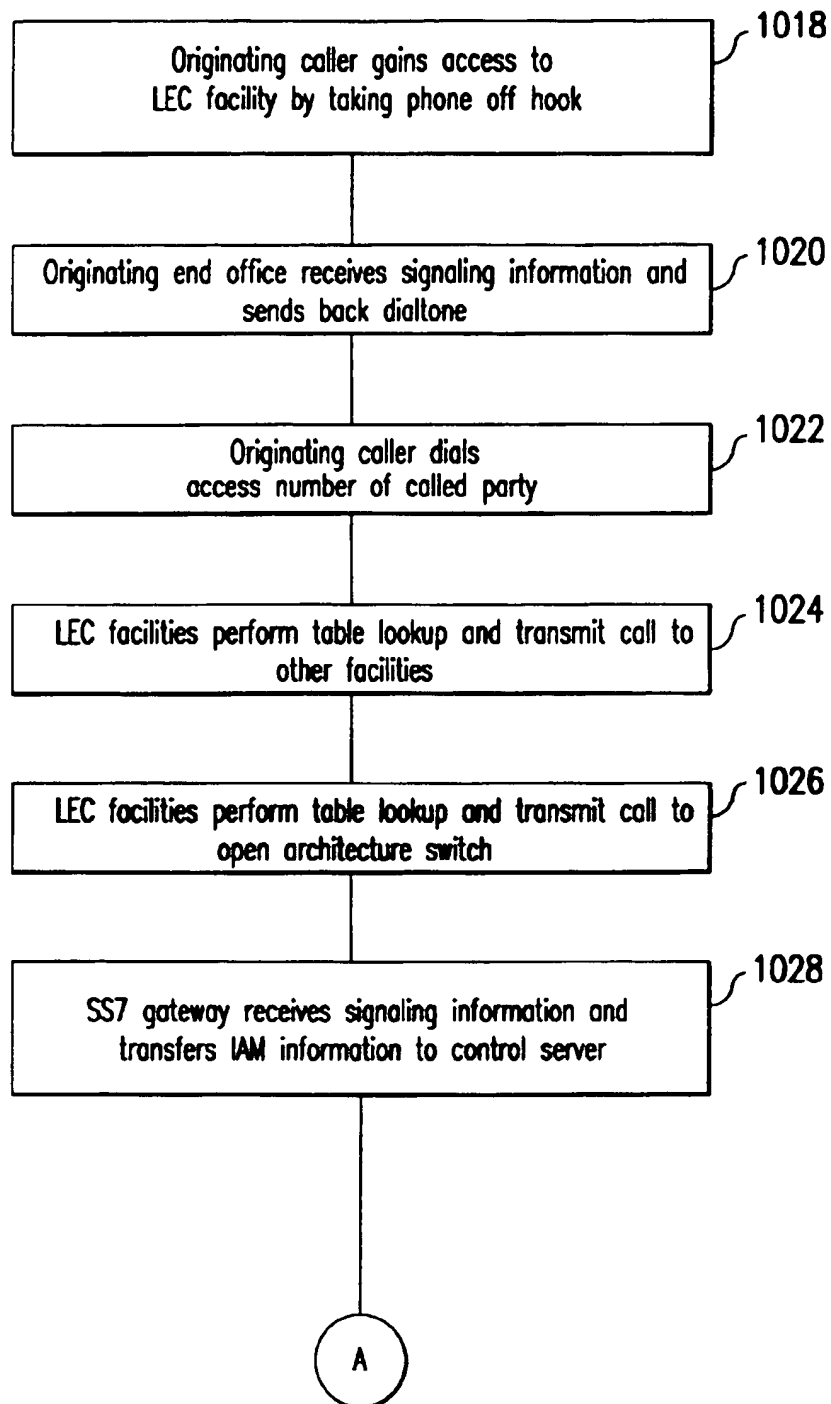 1018
Originating caller gains access to
LEC facility by taking phone off hook
1020
Originating end office receives signaling information and
sends back dialtone
1022
Originating caller dials
access number of called party
1024
LEC facilities perform table lookup and transmit call to
other facilities
1026
LEC facilities perform table lookup and transmit call to
open architecture switch
1028
SS7 gateway receives signaling information and
transfers IAM information to control server
A